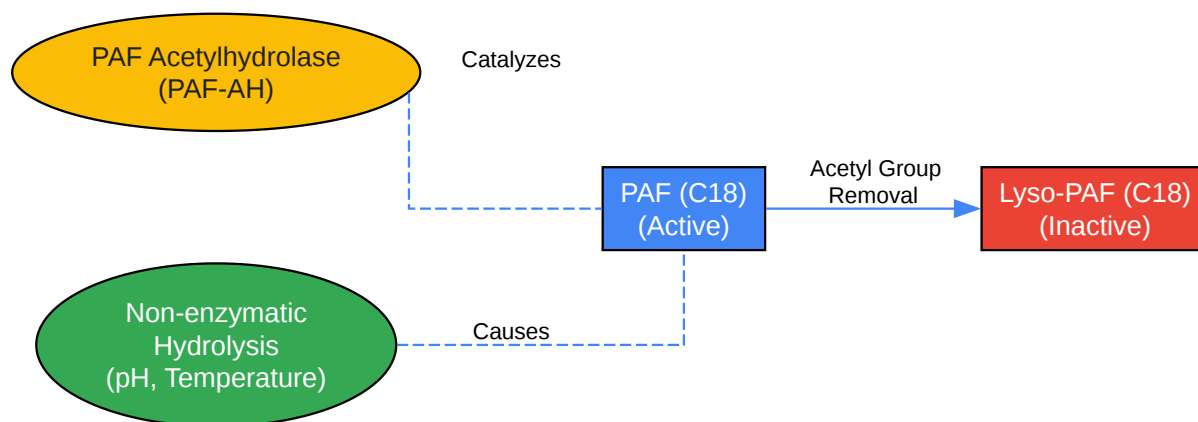 PAF Acetylhydrolase
(PAF-AH)
Catalyzes
PAF (C18)
(Active)
Acetyl Group
Removal
Lyso-PAF (C18)
(Inactive)
Non-enzymatic
Hydrolysis
(pH, Temperature)
Causes